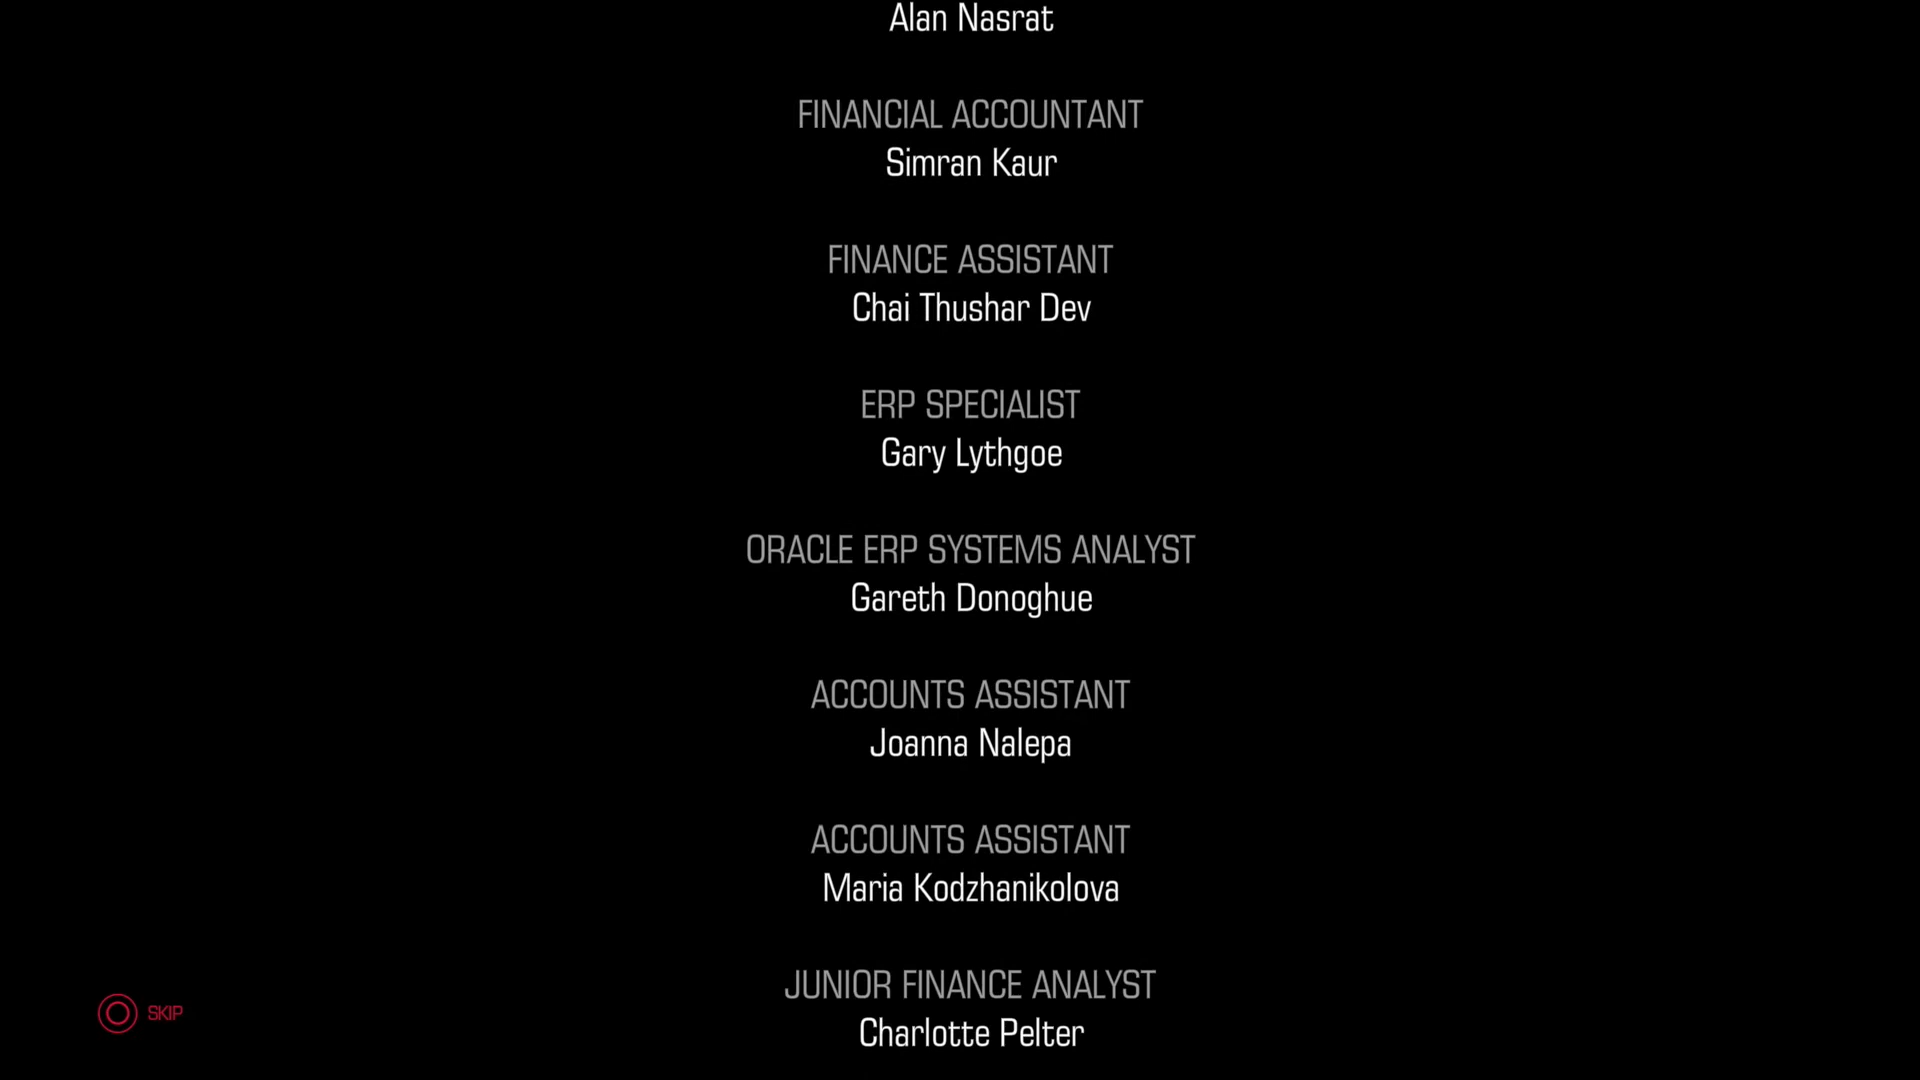 Alan Nasrat
FINANCIAL ACCOUNTANT
Simran Kaur
FINANCE ASSISTANT
Chai Thushar Dev
ERP SPECIALIST
Gary Lythgoe
ORACLE ERP SYSTEMS ANALYST
Gareth Donoghue
ACCOUNTS ASSISTANT
Joanna Nalepa
ACCOUNTS ASSISTANT
Maria Kodzhanikolova
JUNIOR FINANCE ANALYST
Charlotte Pelter
SKIP